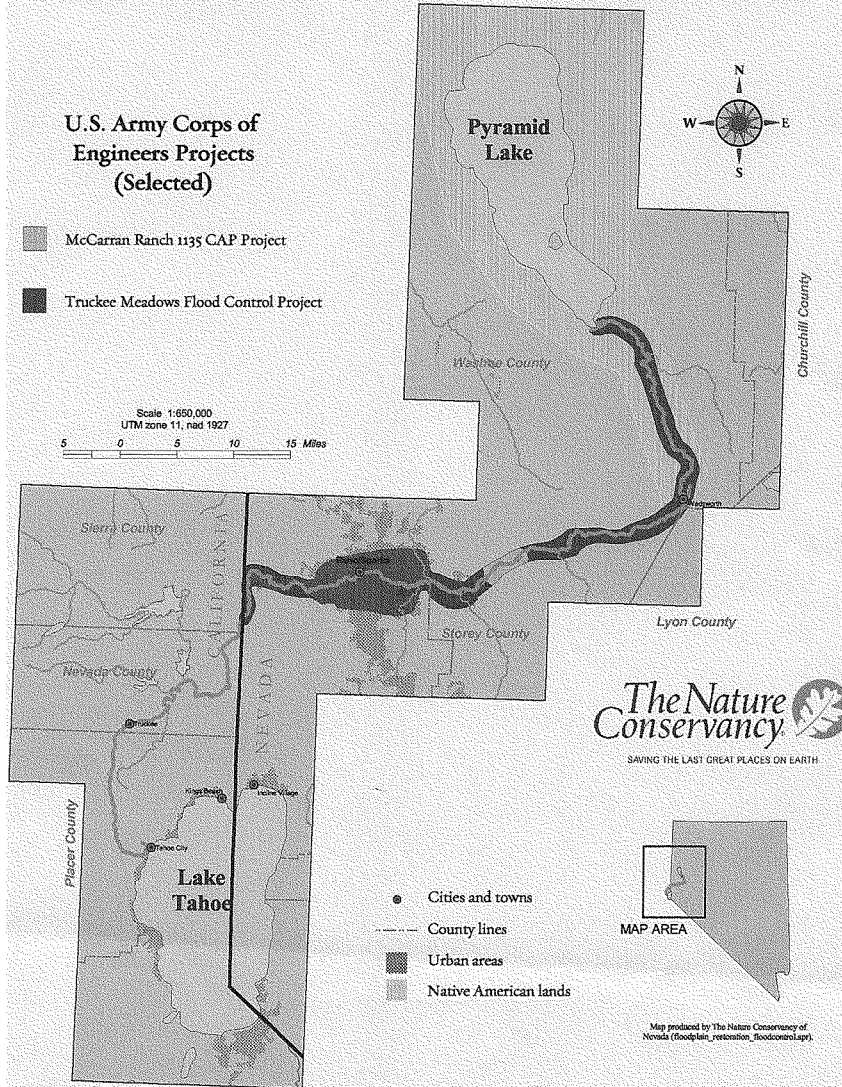 U.S. Army Corps of
Engineers Projects
(Selected)
McCarran Ranch 1135 CAP Project
Truckee Meadows Flood Control Project
Scale 1:650,000
UTM zone 11, nad 1927
5 0 5 10 15 Miles
Pyramid
Lake
N
W E
S
Churchill County
Washoe County
Wadsworth
Sierra County
CALIFORNIA
Storey County
Lyon County
Nevada County
NEVADA
Truckee
The Nature
Conservancy
SAVING THE LAST GREAT PLACES ON EARTH
Kings Beach
Incline Village
Placer County
Tahoe City
Lake
Tahoe
Cities and towns
County lines
Urban areas
Native American lands
MAP AREA
Map produced by The Nature Conservancy of
Nevada (floodplain_restoration_floodcontrol.apr).